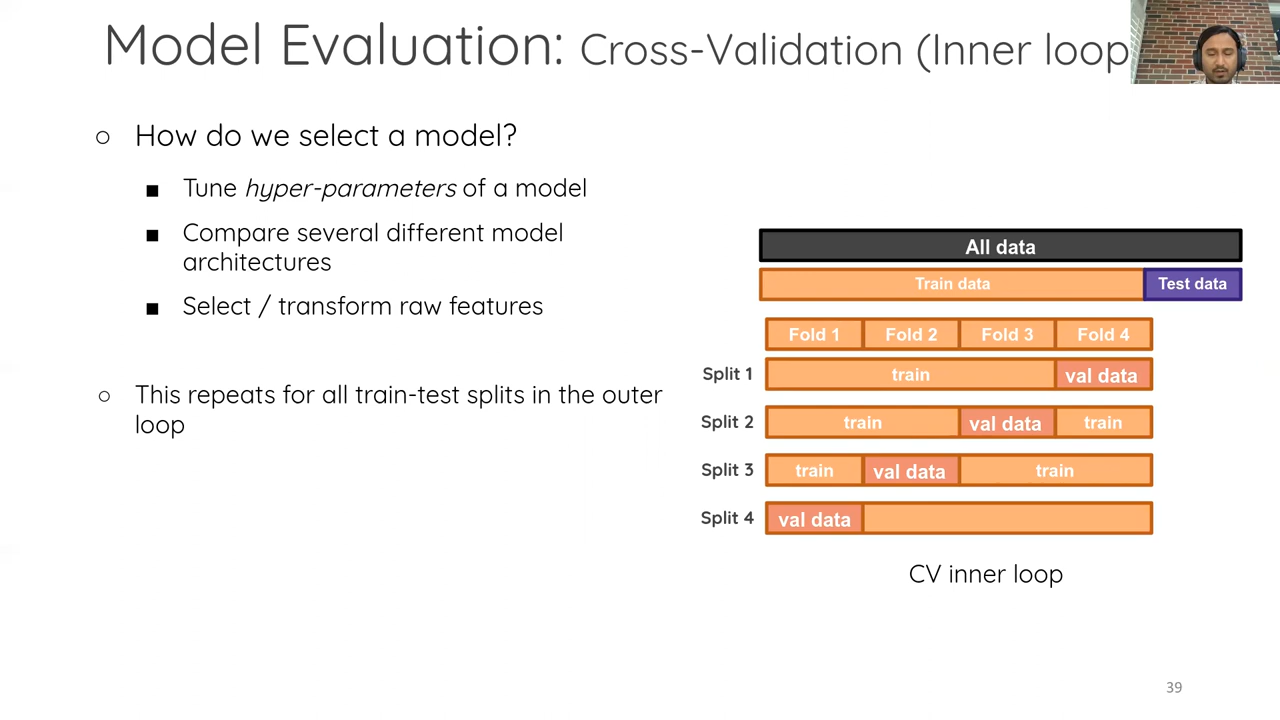 Model Evaluation: Cross-Validation (Inner loop
○ How do we select a model?
■ Tune hyper-parameters of a model
■ Compare several different model
architectures
■ Select / transform raw features
○ This repeats for all train-test splits in the outer
loop
All data
Train data Test data
Fold 1 Fold 2 Fold 3 Fold 4
Split 1 train val data
Split 2 train val data train
Split 3 train val data train
Split 4 val data
CV inner loop
39